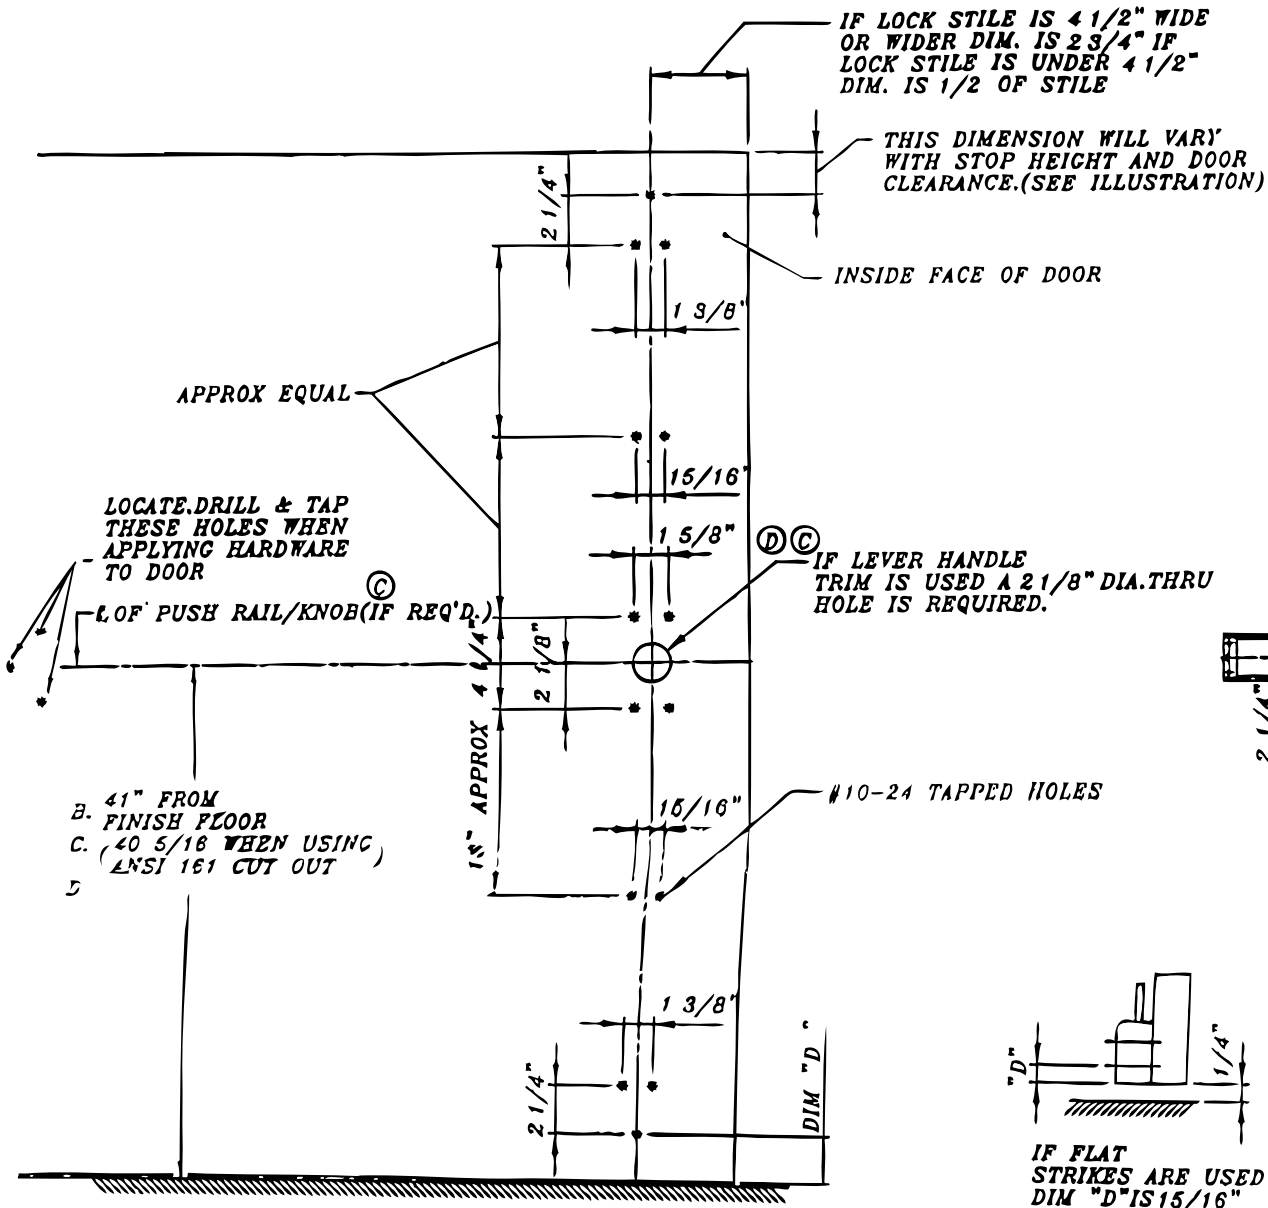 IF LOCK STILE IS 4 1/2" WIDE
OR WIDER DIM. IS 2 3/4" IF
LOCK STILE IS UNDER 4 1/2"
DIM. IS 1/2 OF STILE
THIS DIMENSION WILL VARY
WITH STOP HEIGHT AND DOOR
CLEARANCE.(SEE ILLUSTRATION)
2 1/4"
INSIDE FACE OF DOOR
1 3/8"
APPROX EQUAL
15/16"
LOCATE.DRILL & TAP
THESE HOLES WHEN
APPLYING HARDWARE
TO DOOR
1 5/8"
D C
IF LEVER HANDLE
TRIM IS USED A 2 1/8" DIA.THRU
HOLE IS REQUIRED.
C
℄ OF PUSH RAIL/KNOB(IF REQ'D.)
2 1/8"
APPROX
2 1/4"
B. 41" FROM
FINISH FLOOR
C. (40 5/16 WHEN USING
ANSI 161 CUT OUT)
D
15/16"
#10-24 TAPPED HOLES
1 3/8"
2 1/4"
DIM "D"
"D"
1/4"
IF FLAT
STRIKES ARE USED
DIM "D" IS 15/16"